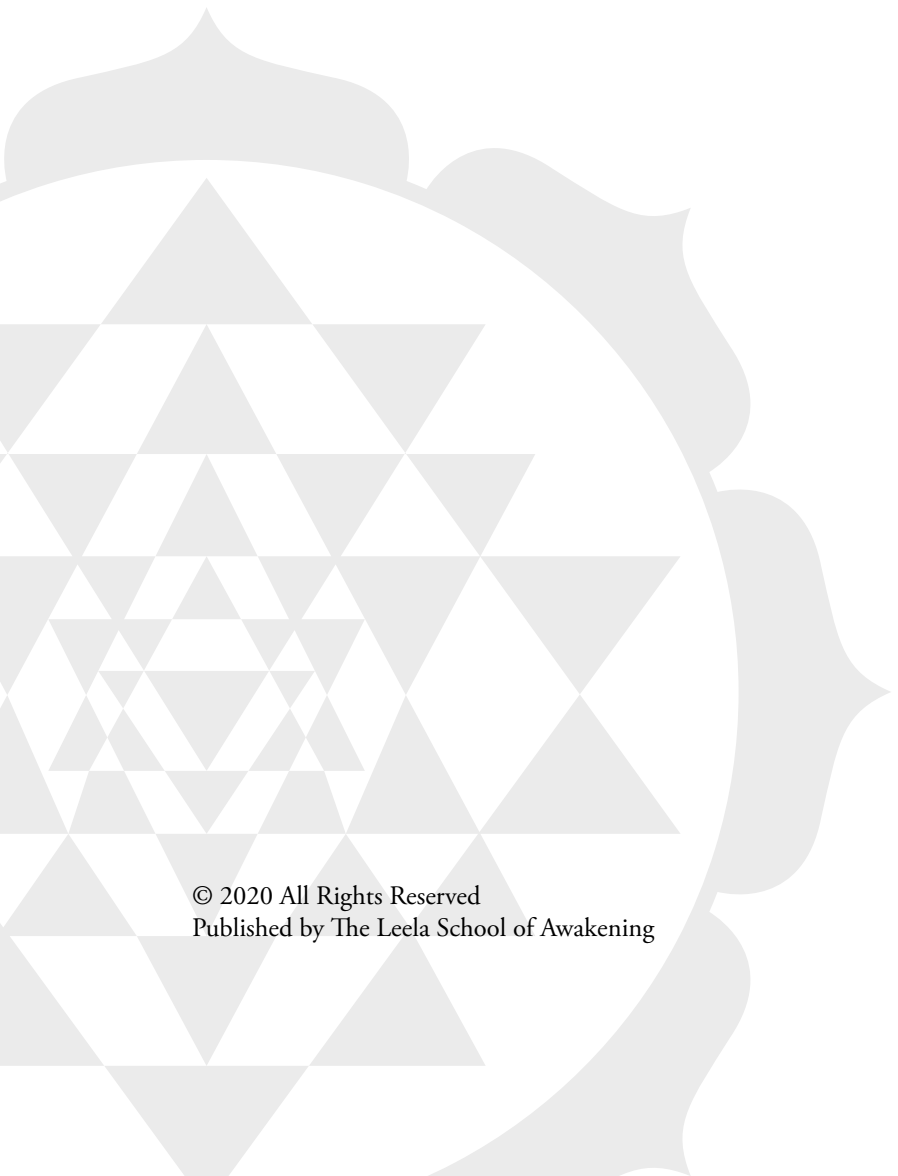 © 2020 All Rights Reserved
Published by The Leela School of Awakening